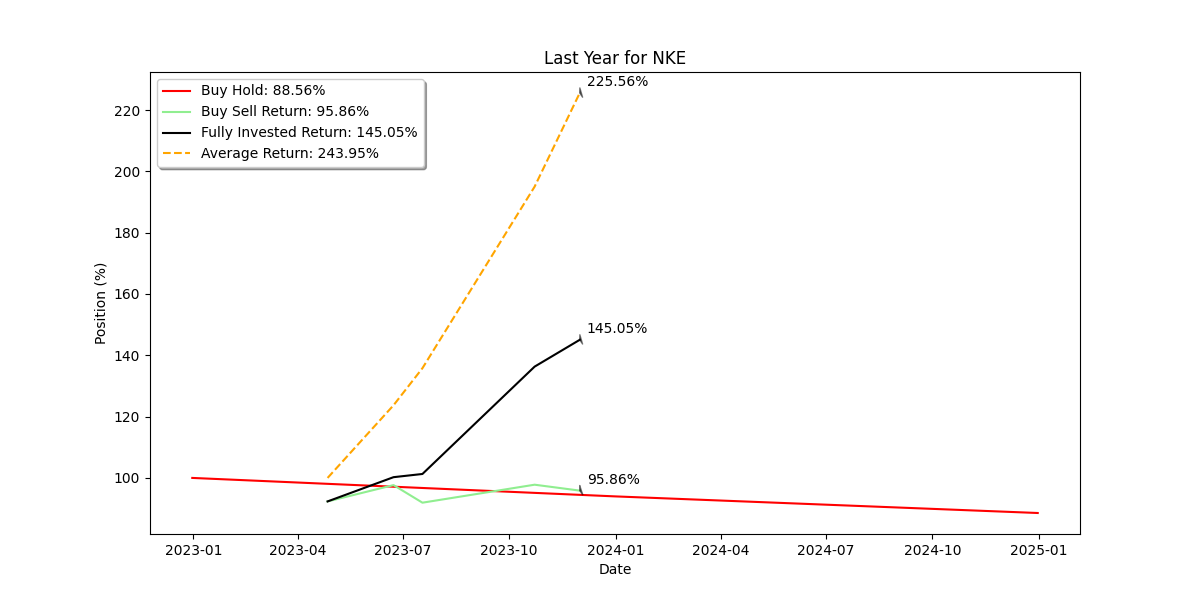 Last Year for NKE
Buy Hold: 88.56%
Buy Sell Return: 95.86%
Fully Invested Return: 145.05%
Average Return: 243.95%
225.56%
145.05%
95.86%
Position (%)
220
200
180
160
140
120
100
2023-01 2023-04 2023-07 2023-10 2024-01 2024-04 2024-07 2024-10 2025-01
Date